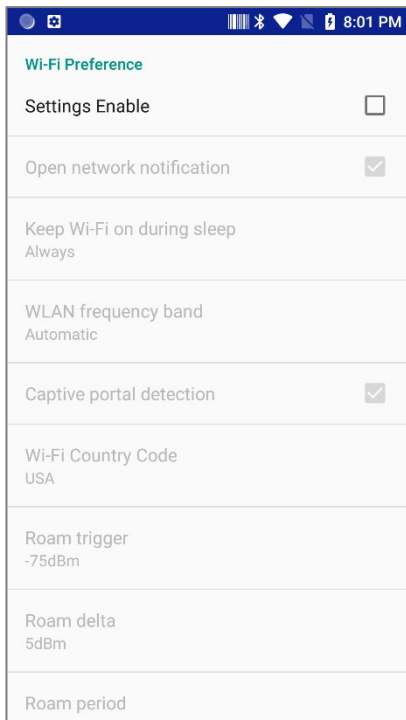 8:01 PM
Wi-Fi Preference
Settings Enable
Open network notification
Keep Wi-Fi on during sleep
Always
WLAN frequency band
Automatic
Captive portal detection
Wi-Fi Country Code
USA
Roam trigger
-75dBm
Roam delta
5dBm
Roam period